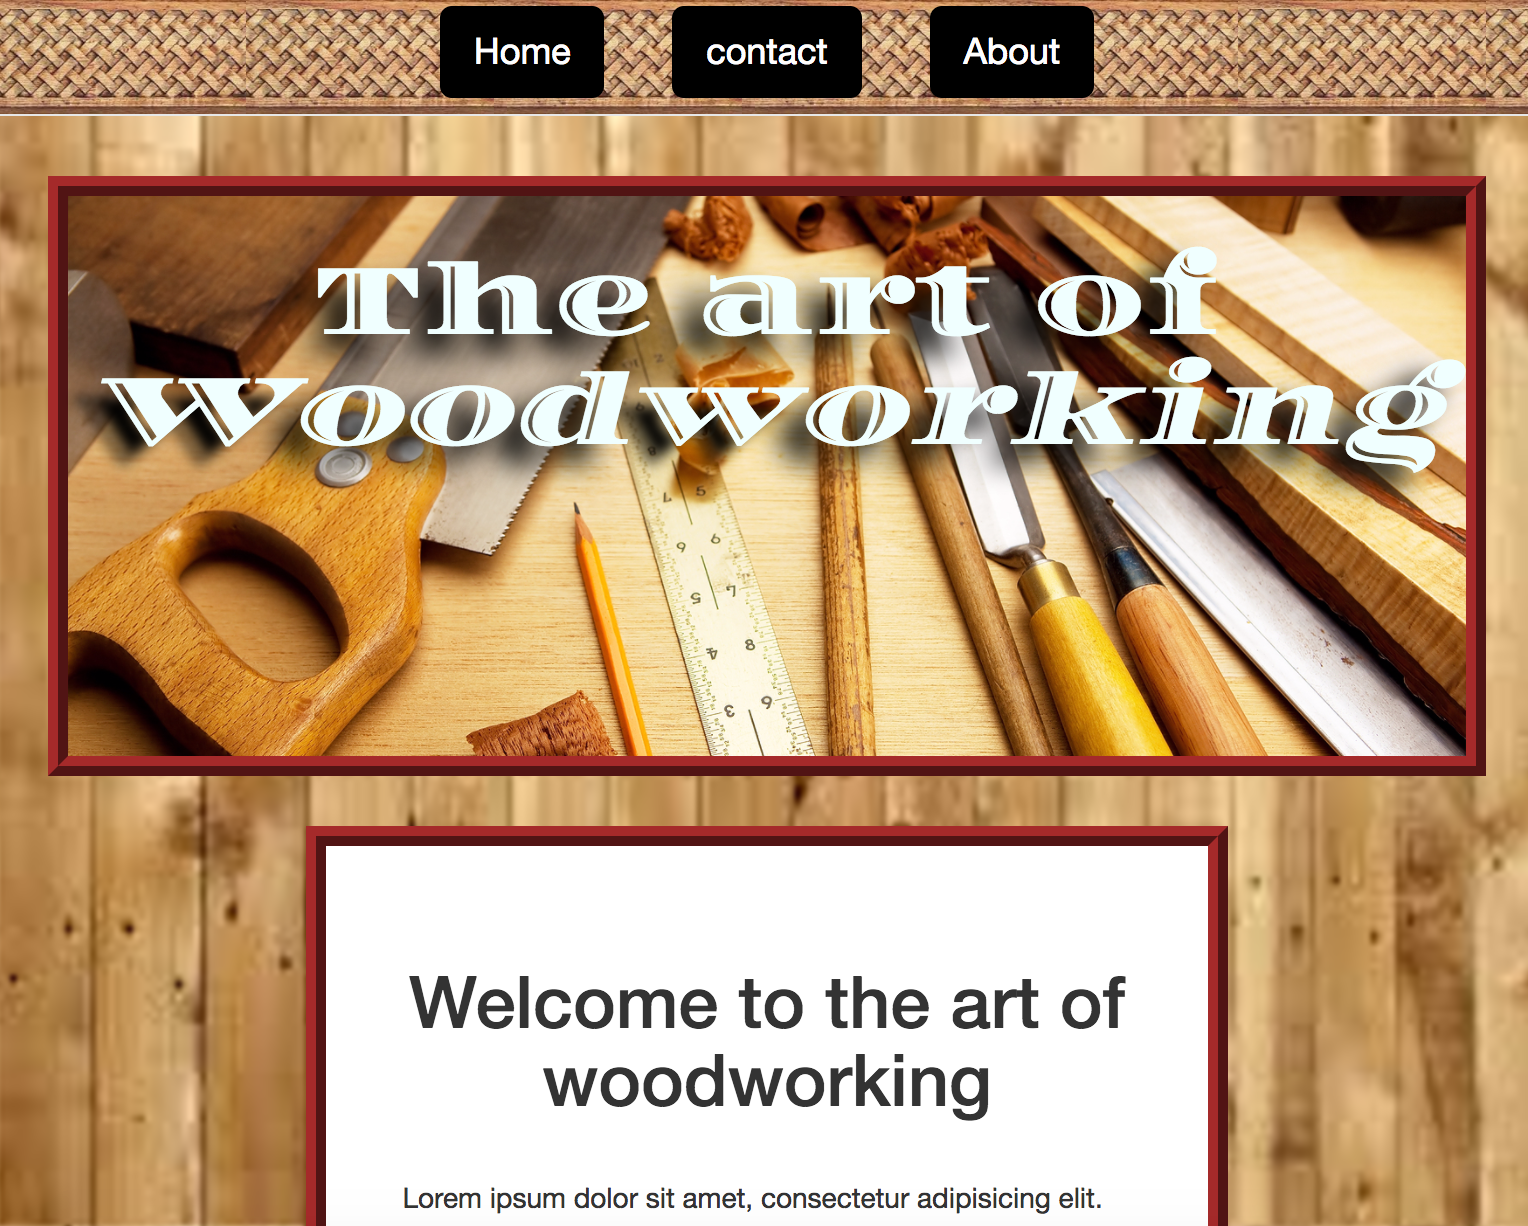 Home contact About
The art of
Woodworking
Welcome to the art of
woodworking
Lorem ipsum dolor sit amet, consectetur adipisicing elit.